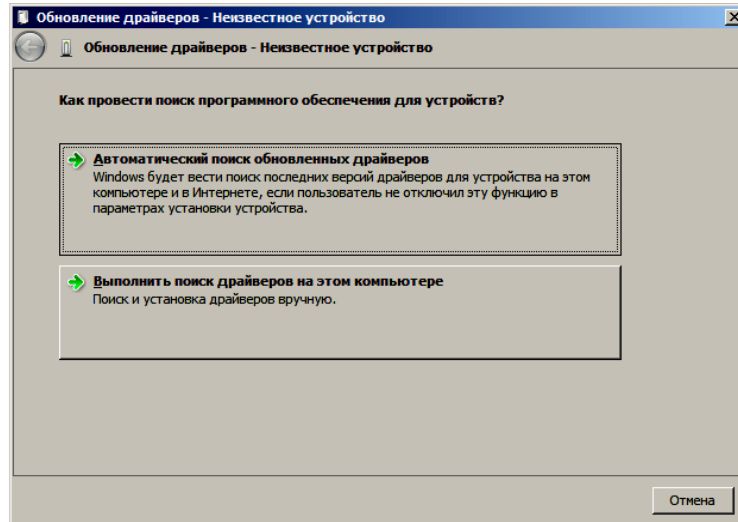 Обновление драйверов - Неизвестное устройство
Обновление драйверов - Неизвестное устройство
Как провести поиск программного обеспечения для устройств?
Автоматический поиск обновленных драйверов
Windows будет вести поиск последних версий драйверов для устройства на этом
компьютере и в Интернете, если пользователь не отключил эту функцию в
параметрах установки устройства.
Выполнить поиск драйверов на этом компьютере
Поиск и установка драйверов вручную.
Отмена